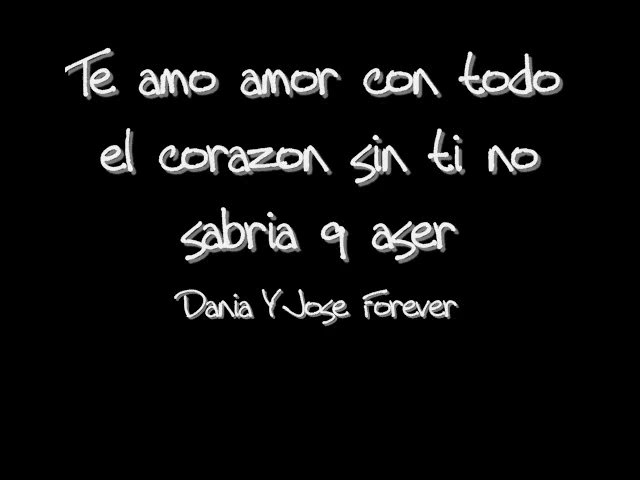 Te amo amor con todo
el corazon sin ti no
sabria q aser
Dania Y Jose Forever